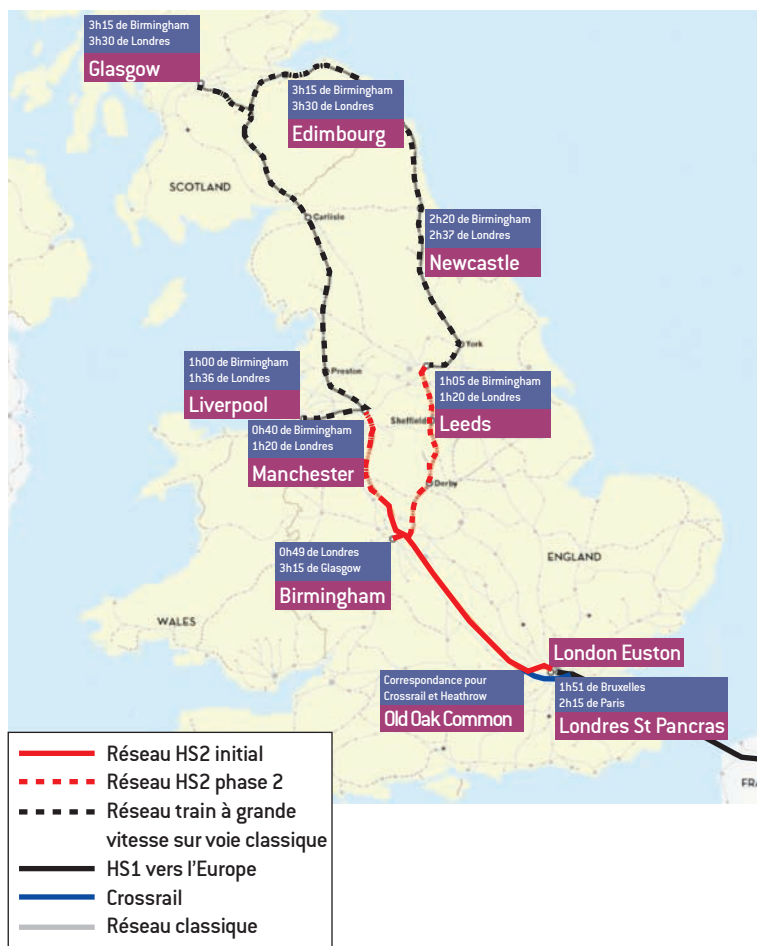 3h15 de Birmingham
3h30 de Londres
Glasgow
3h15 de Birmingham
3h30 de Londres
Edimbourg
SCOTLAND
Carlisle
2h20 de Birmingham
2h37 de Londres
Newcastle
York
Preston
1h00 de Birmingham
1h36 de Londres
Liverpool
1h05 de Birmingham
1h20 de Londres
Leeds
Sheffield
0h40 de Birmingham
1h20 de Londres
Manchester
Derby
0h49 de Londres
3h15 de Glasgow
Birmingham
ENGLAND
WALES
London Euston
Correspondance pour
Crossrail et Heathrow
Old Oak Common
1h51 de Bruxelles
2h15 de Paris
Londres St Pancras
FRA
Réseau HS2 initial
Réseau HS2 phase 2
Réseau train à grande
vitesse sur voie classique
HS1 vers l'Europe
Crossrail
Réseau classique